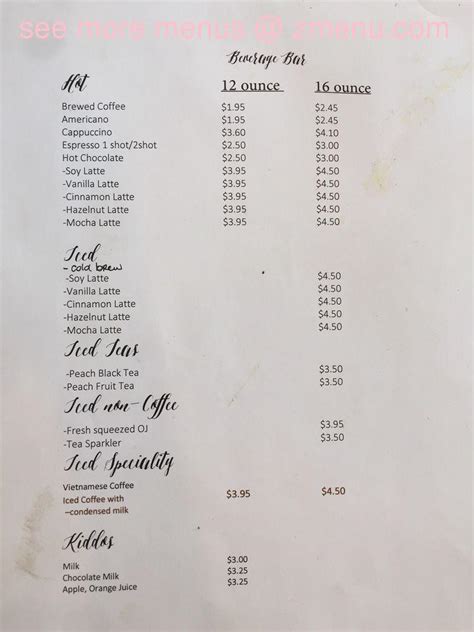 see more menus @ zmenu.com
Beverage Bar
Hot 12 ounce 16 ounce
Brewed Coffee $1.95 $2.45
Americano $1.95 $2.45
Cappuccino $3.60 $4.10
Espresso 1 shot/2shot $2.50 $3.00
Hot Chocolate $2.50 $3.00
-Soy Latte $3.95 $4.50
-Vanilla Latte $3.95 $4.50
-Cinnamon Latte $3.95 $4.50
-Hazelnut Latte $3.95 $4.50
-Mocha Latte $3.95 $4.50
Iced
- cold brew
-Soy Latte $4.50
-Vanilla Latte $4.50
-Cinnamon Latte $4.50
-Hazelnut Latte $4.50
-Mocha Latte $4.50
Iced Teas
-Peach Black Tea $3.50
-Peach Fruit Tea $3.50
Iced non-Coffee
-Fresh squeezed OJ $3.95
-Tea Sparkler $3.50
Iced Speciality
Vietnamese Coffee $3.95 $4.50
Iced Coffee with
–condensed milk
Kiddos
Milk $3.00
Chocolate Milk $3.25
Apple, Orange Juice $3.25